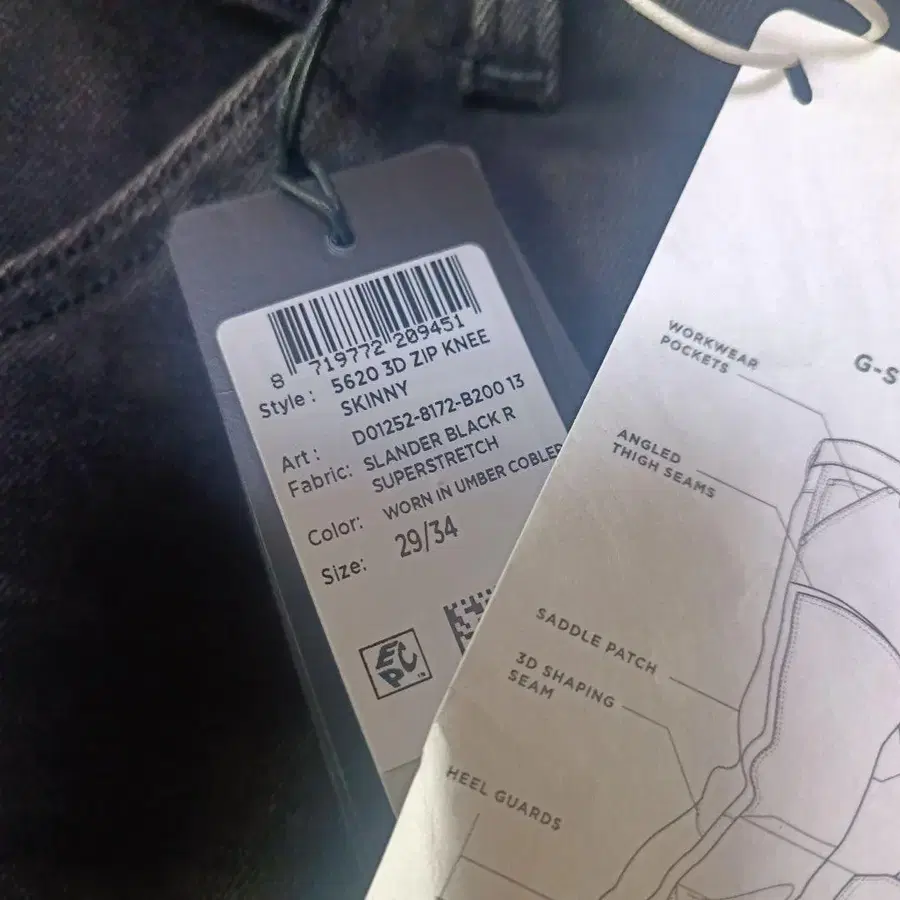 8 719772 209451
Style: 5620 3D ZIP KNEE
SKINNY
Art: D01252-8172-B200 13
Fabric: SLANDER BLACK R
SUPERSTRETCH
Color: WORN IN UMBER COBLER
Size: 29/34
EPC
G-S
WORKWEAR
POCKETS
ANGLED
THIGH SEAMS
SADDLE PATCH
3D SHAPING
SEAM
HEEL GUARDS